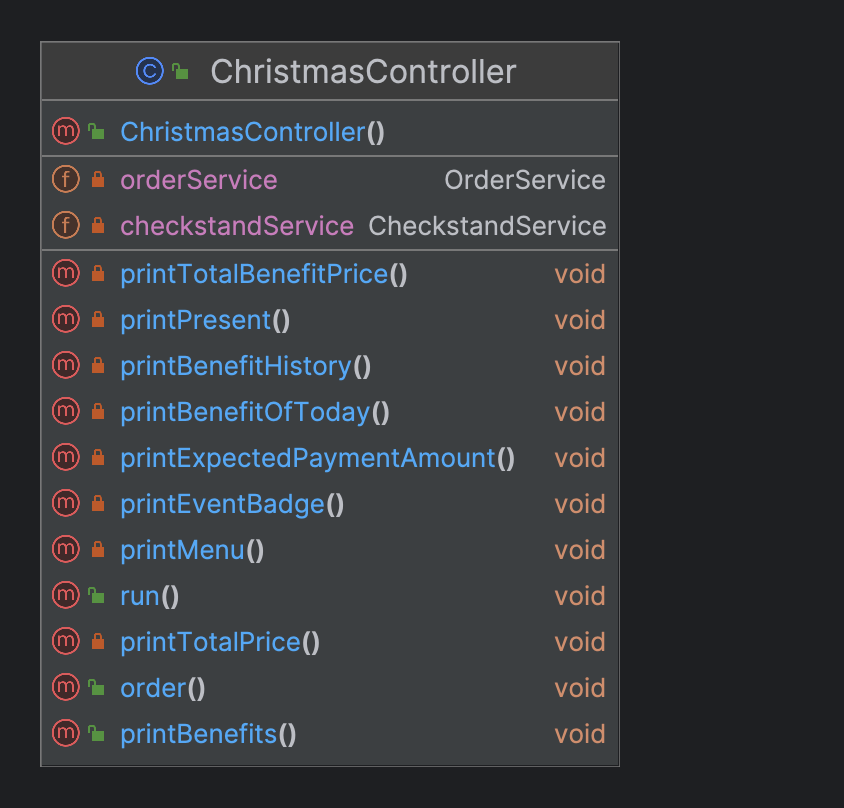 C ChristmasController
m ChristmasController()
f orderService OrderService
f checkstandService CheckstandService
m printTotalBenefitPrice() void
m printPresent() void
m printBenefitHistory() void
m printBenefitOfToday() void
m printExpectedPaymentAmount() void
m printEventBadge() void
m printMenu() void
m run() void
m printTotalPrice() void
m order() void
m printBenefits() void